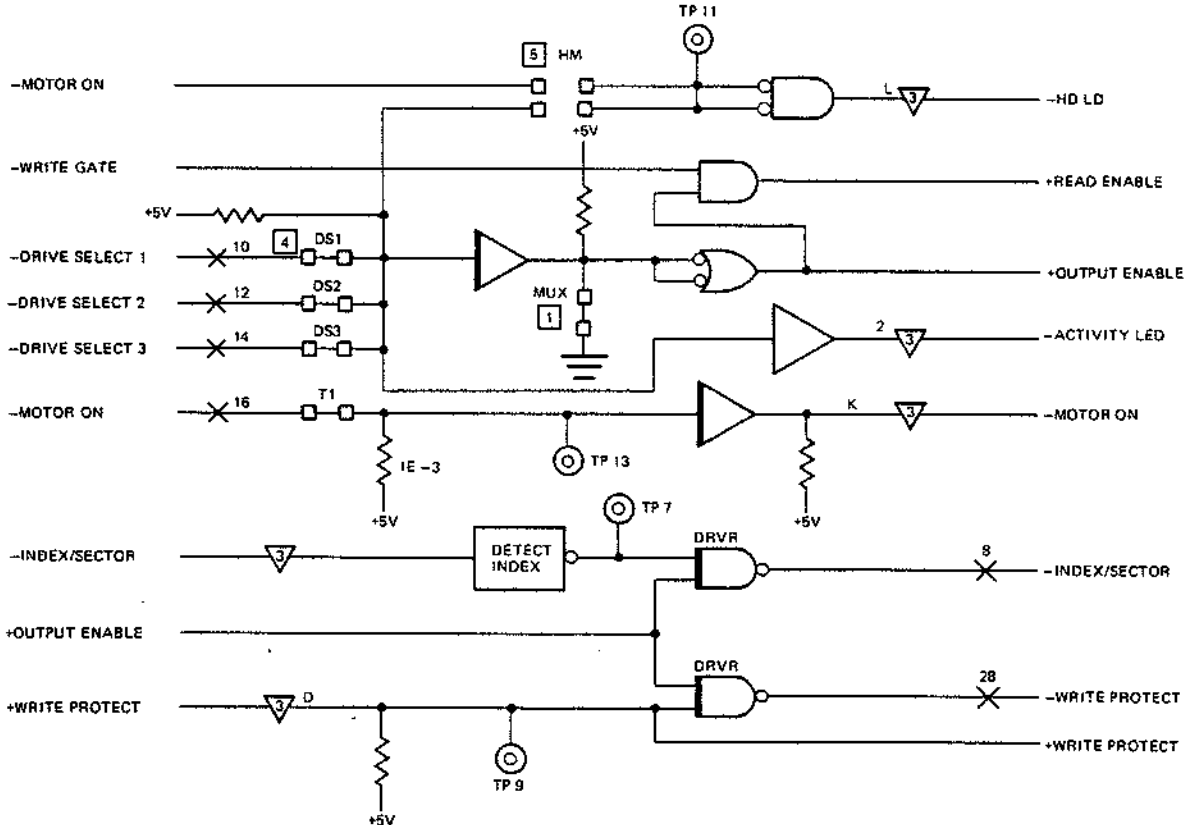 TP 11
5 HM
-MOTOR ON
L 3
-HD LD
+5V
-WRITE GATE
+READ ENABLE
+5V
-DRIVE SELECT 1
10
4
DS1
+OUTPUT ENABLE
-DRIVE SELECT 2
12
DS2
MUX
1
-DRIVE SELECT 3
14
DS3
2 3
-ACTIVITY LED
-MOTOR ON
16
T1
K 3
-MOTOR ON
IE -3
TP 13
+5V
+5V
TP 7
-INDEX/SECTOR
3
DETECT
INDEX
DRVR
8
-INDEX/SECTOR
+OUTPUT ENABLE
DRVR
28
-WRITE PROTECT
+WRITE PROTECT
3 D
+WRITE PROTECT
TP 9
+5V